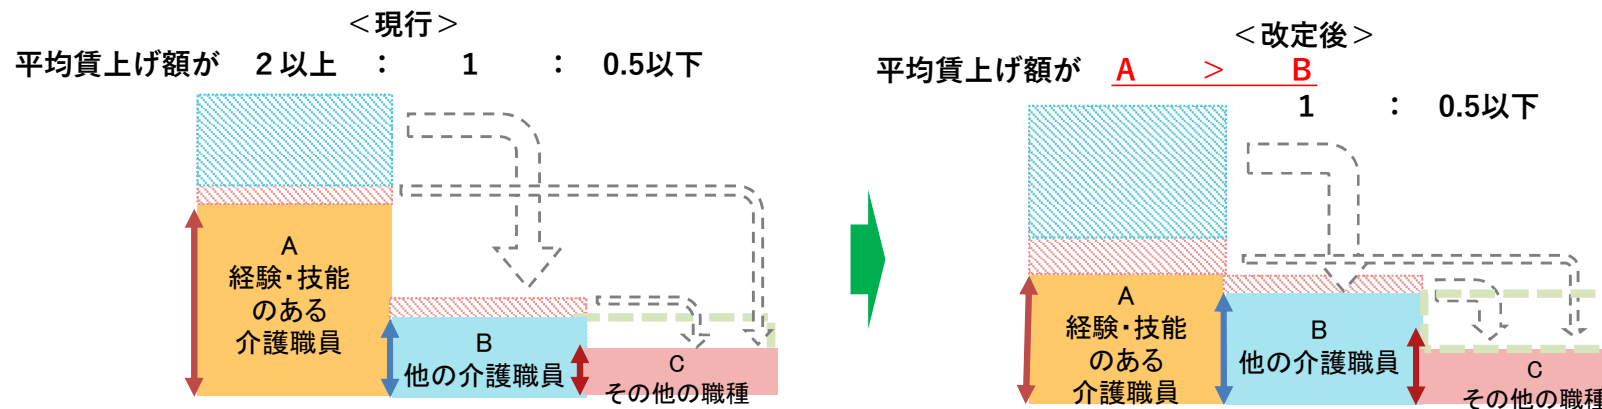 ＜現行＞
平均賃上げ額が　２以上　：　1　：　0.5以下
A
経験・技能
のある
介護職員
B
他の介護職員
C
その他の職種
＜改定後＞
平均賃上げ額が　A　＞　B
1　：　0.5以下
A
経験・技能
のある
介護職員
B
他の介護職員
C
その他の職種